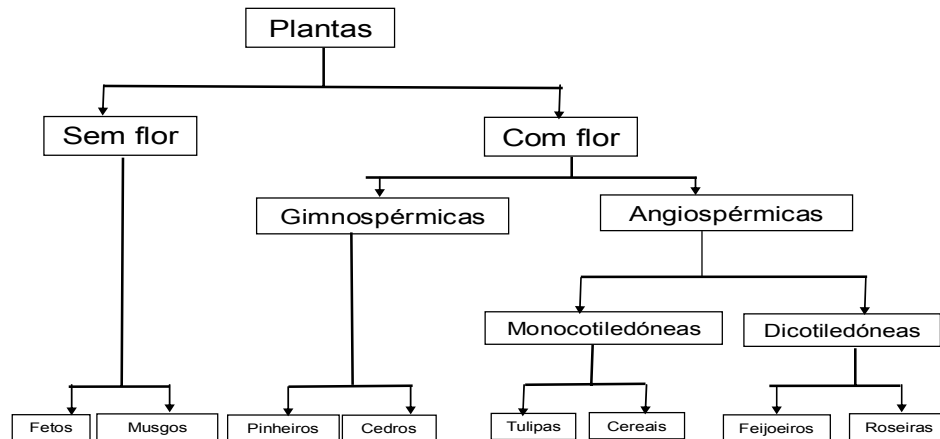 Plantas
Sem flor
Com flor
Gimnospérmicas
Angiospérmicas
Monocotiledóneas
Dicotiledóneas
Fetos
Musgos
Pinheiros
Cedros
Tulipas
Cereais
Feijoeiros
Roseiras